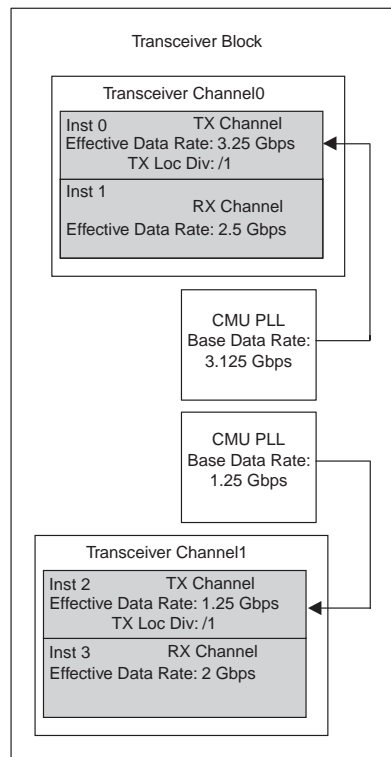 Transceiver Block
Transceiver Channel0
Inst 0 TX Channel
Effective Data Rate: 3.25 Gbps
TX Loc Div: /1
Inst 1
RX Channel
Effective Data Rate: 2.5 Gbps
CMU PLL
Base Data Rate:
3.125 Gbps
CMU PLL
Base Data Rate:
1.25 Gbps
Transceiver Channel1
Inst 2 TX Channel
Effective Data Rate: 1.25 Gbps
TX Loc Div: /1
Inst 3 RX Channel
Effective Data Rate: 2 Gbps